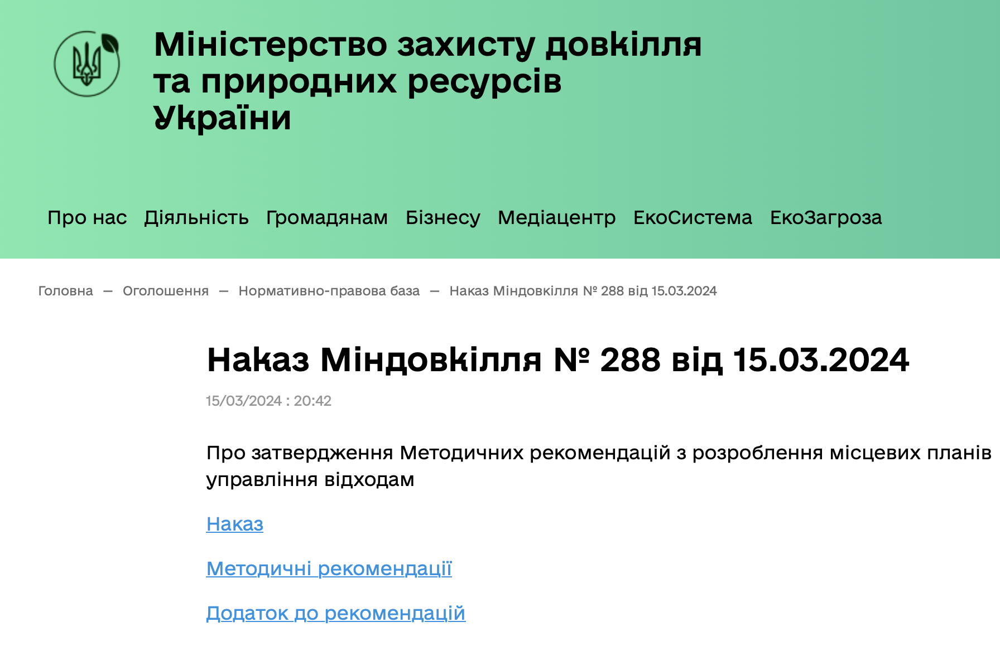 Міністерство захисту довкілля
та природних ресурсів
України
Про нас Діяльність Громадянам Бізнесу Медіацентр ЕкоСистема ЕкоЗагроза
Головна — Оголошення — Нормативно-правова база — Наказ Міндовкілля № 288 від 15.03.2024
Наказ Міндовкілля № 288 від 15.03.2024
15/03/2024 : 20:42
Про затвердження Методичних рекомендацій з розроблення місцевих планів
управління відходам
Наказ
Методичні рекомендації
Додаток до рекомендацій